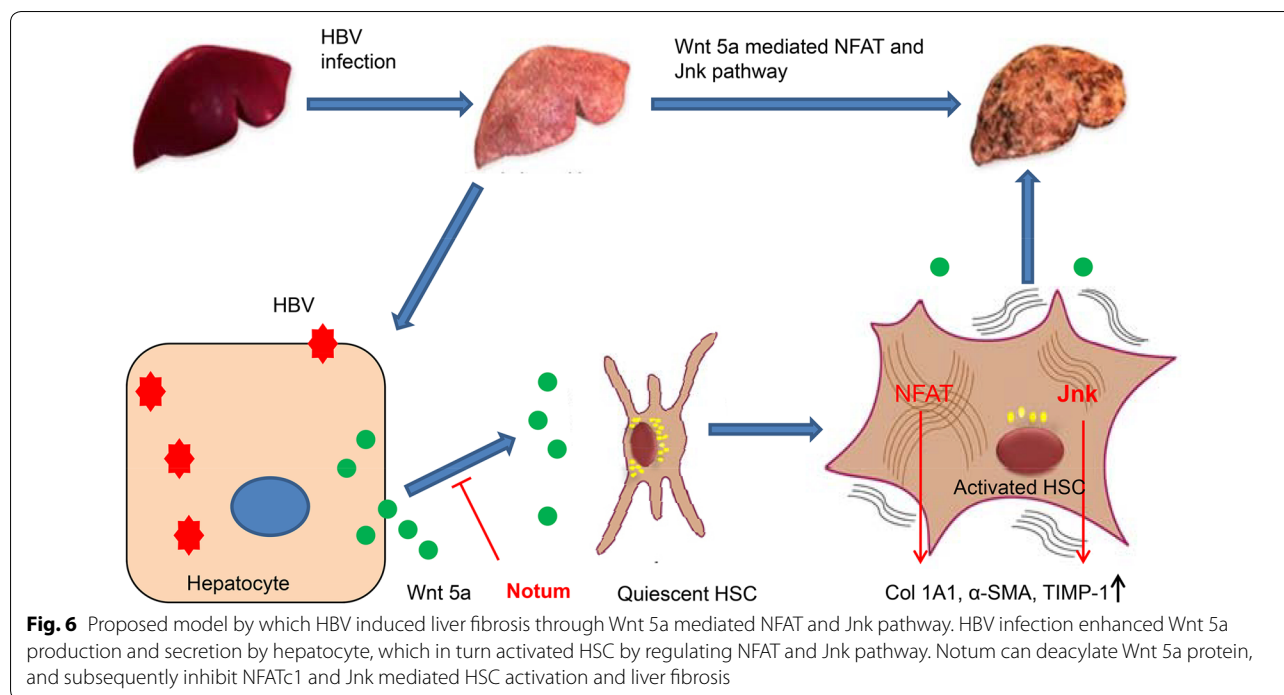 HBV
infection
Wnt 5a mediated NFAT and
Jnk pathway
HBV
NFAT
Jnk
Activated HSC
Hepatocyte
Wnt 5a
Notum
Quiescent HSC
Col 1A1, α-SMA, TIMP-1↑
Fig. 6 Proposed model by which HBV induced liver fibrosis through Wnt 5a mediated NFAT and Jnk pathway. HBV infection enhanced Wnt 5a
production and secretion by hepatocyte, which in turn activated HSC by regulating NFAT and Jnk pathway. Notum can deacylate Wnt 5a protein,
and subsequently inhibit NFATc1 and Jnk mediated HSC activation and liver fibrosis